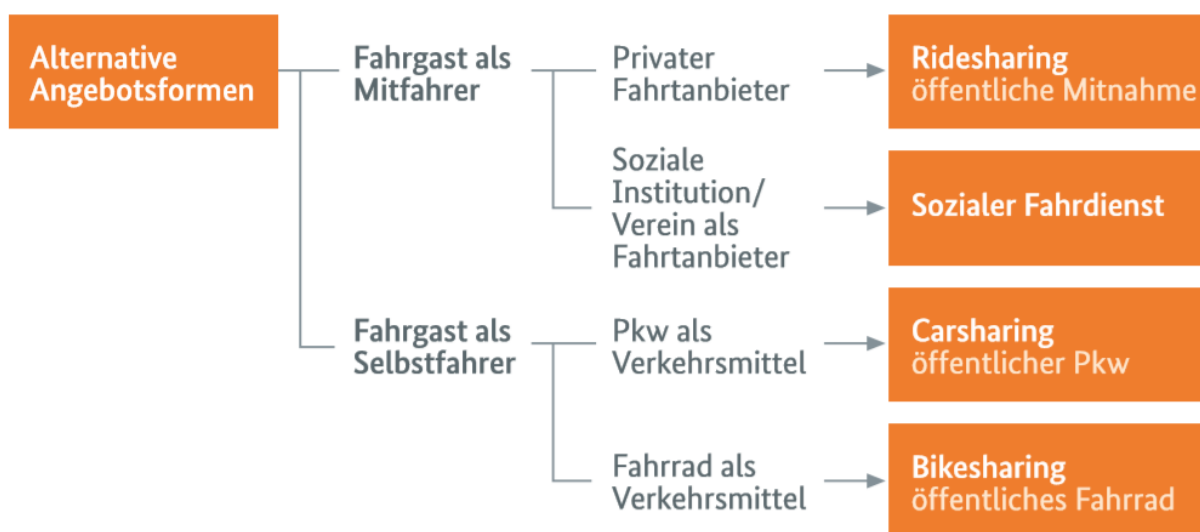 Alternative
Angebotsformen
Fahrgast als
Mitfahrer
Privater
Fahrtanbieter
Ridesharing
öffentliche Mitnahme
Soziale
Institution/
Verein als
Fahrtanbieter
Sozialer Fahrdienst
Fahrgast als
Selbstfahrer
Pkw als
Verkehrsmittel
Carsharing
öffentlicher Pkw
Fahrrad als
Verkehrsmittel
Bikesharing
öffentliches Fahrrad